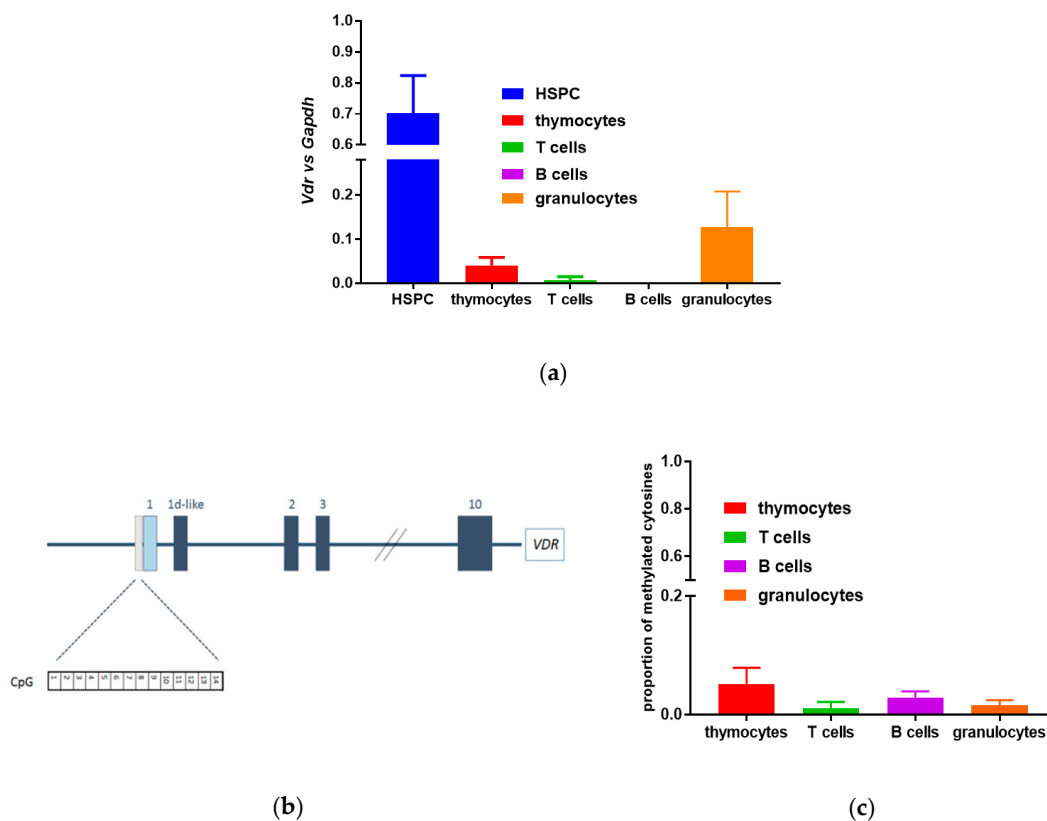 1.0
0.9
0.8
0.7
0.6
0.2
0.1
0.0
Vdr vs Gapdh
HSPC
thymocytes
T cells
B cells
granulocytes
HSPC thymocytes T cells B cells granulocytes
(a)
1 1d-like 2 3 10
VDR
CpG 1 2 3 4 5 6 7 8 9 10 11 12 13 14
(b)
1.0
0.8
0.6
0.2
0.0
proportion of methylated cytosines
thymocytes
T cells
B cells
granulocytes
thymocytes T cells B cells granulocytes
(c)